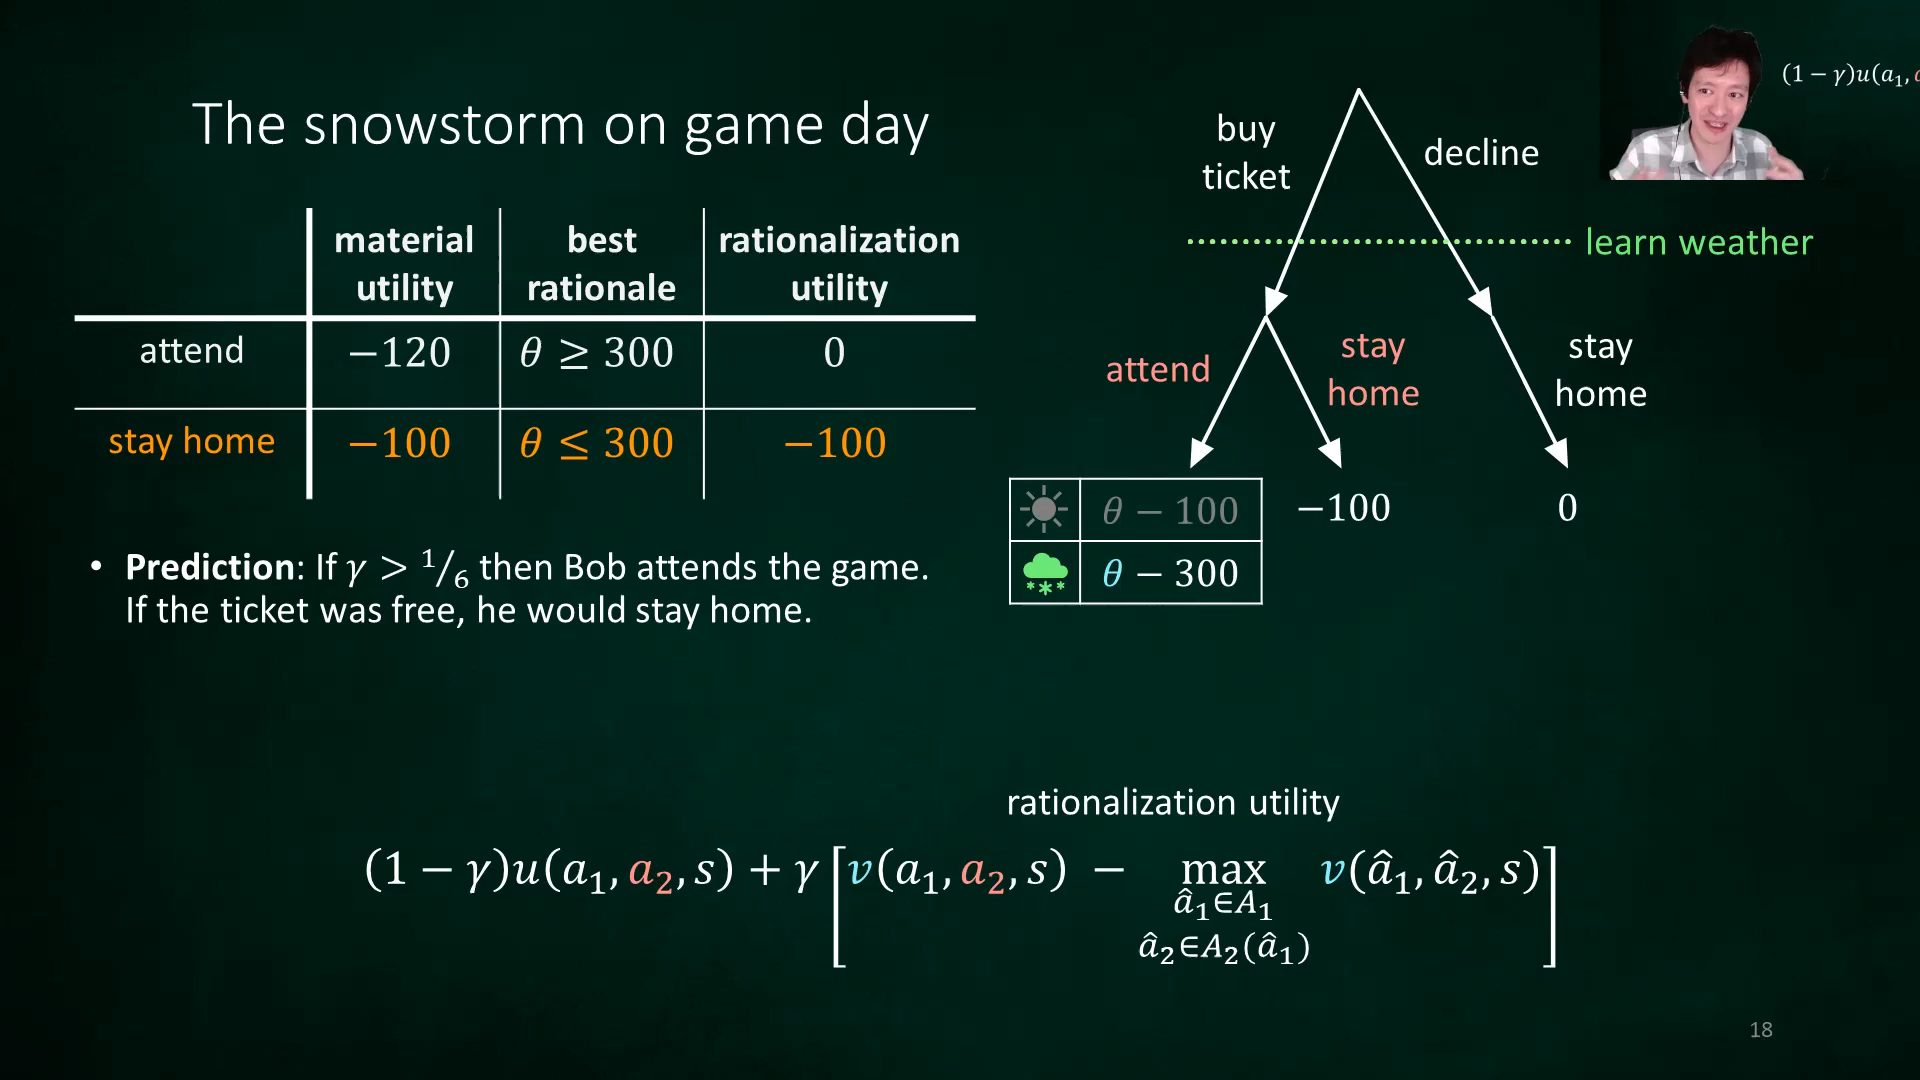 The snowstorm on game day
material utility
best rationale
rationalization utility
attend
−120
θ ≥ 300
0
stay home
−100
θ ≤ 300
−100
• Prediction: If γ > 1/6 then Bob attends the game.
If the ticket was free, he would stay home.
buy
ticket
decline
learn weather
attend
stay
home
stay
home
θ − 100
−100
0
θ − 300
(1 − γ)u(a₁,
rationalization utility
(1 − γ)u(a₁, a₂, s) + γ[v(a₁, a₂, s) − max v(â₁, â₂, s)]
â₁∈A₁
â₂∈A₂(â₁)
18